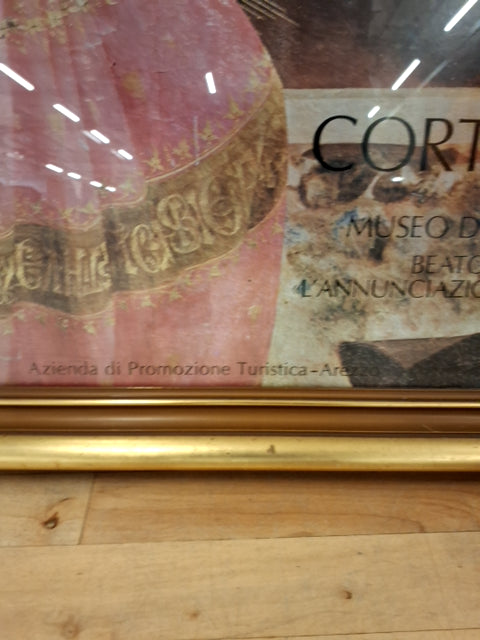 CORT
MUSEO D
BEATO
L'ANNUNCIAZIO
Azienda di Promozione Turistica-Arezzo